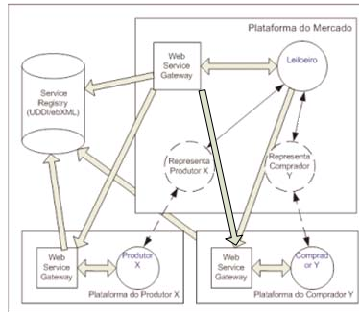 Plataforma do Mercado
Web
Service
Gateway
Leiloeiro
Service
Registry
(UDDI/ebXML)
Representa
Produtor X
Representa
Comprador
Y
Web
Service
Gateway
Produtor
X
Plataforma do Produtor X
Web
Service
Gateway
Comprad
or Y
Plataforma do Comprador Y